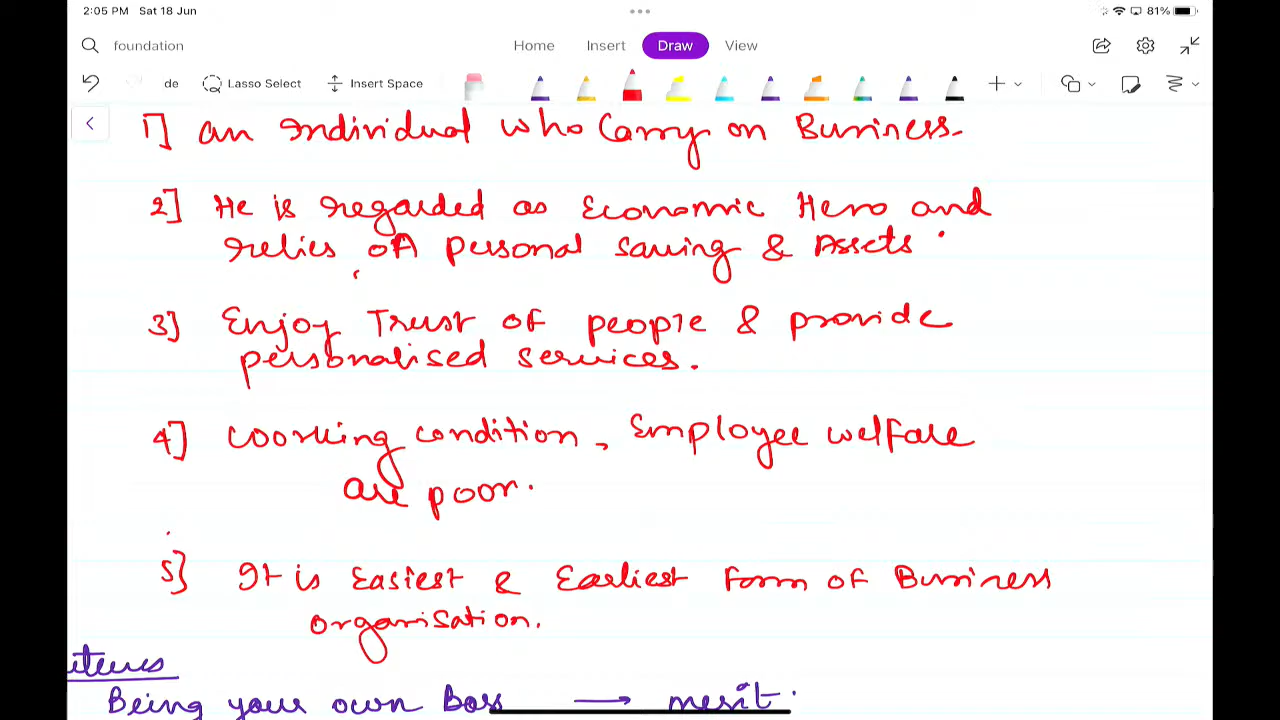 2:05 PM Sat 18 Jun
81%
foundation
Home Insert Draw View
de Lasso Select Insert Space
1] an Individual who Carry on Business.
2] He is regarded as Economic Hero and
relies of personal saving & Assets
3] Enjoy Trust of people & provide
personalised services.
4] working condition, Employee welfare
are poor.
5] It is Easiest & Earliest Form of Business
organisation.
Being your own Boss → merit.